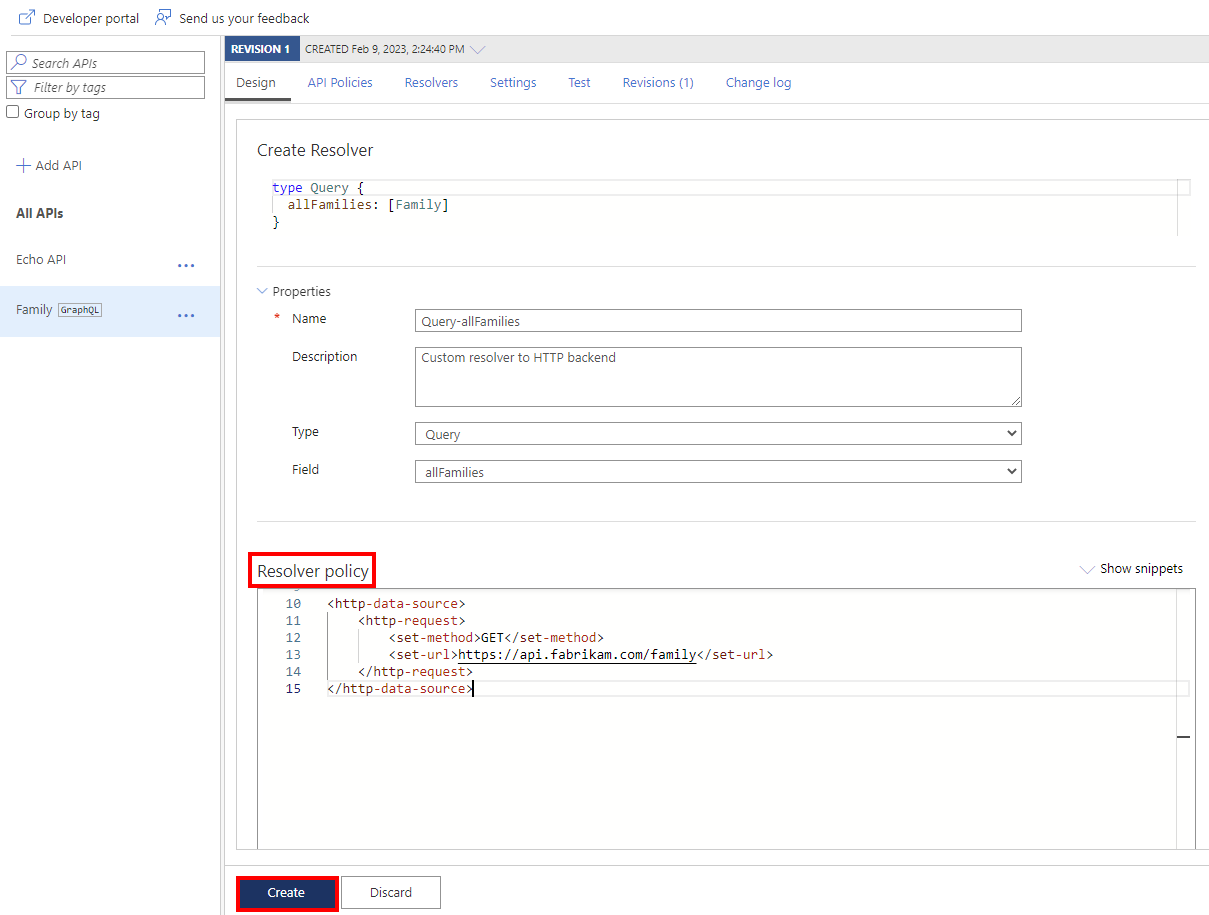 Developer portal Send us your feedback
Search APIs
Filter by tags
Group by tag
Add API
All APIs
Echo API
...
Family GraphQL
...
REVISION 1 CREATED Feb 9, 2023, 2:24:40 PM
Design API Policies Resolvers Settings Test Revisions (1) Change log
Create Resolver
type Query {
allFamilies: [Family]
}
Properties
* Name Query-allFamilies
Description Custom resolver to HTTP backend
Type Query
Field allFamilies
Resolver policy Show snippets
10 <http-data-source>
11 <http-request>
12 <set-method>GET</set-method>
13 <set-url>https://api.fabrikam.com/family</set-url>
14 </http-request>
15 </http-data-source>
Create Discard